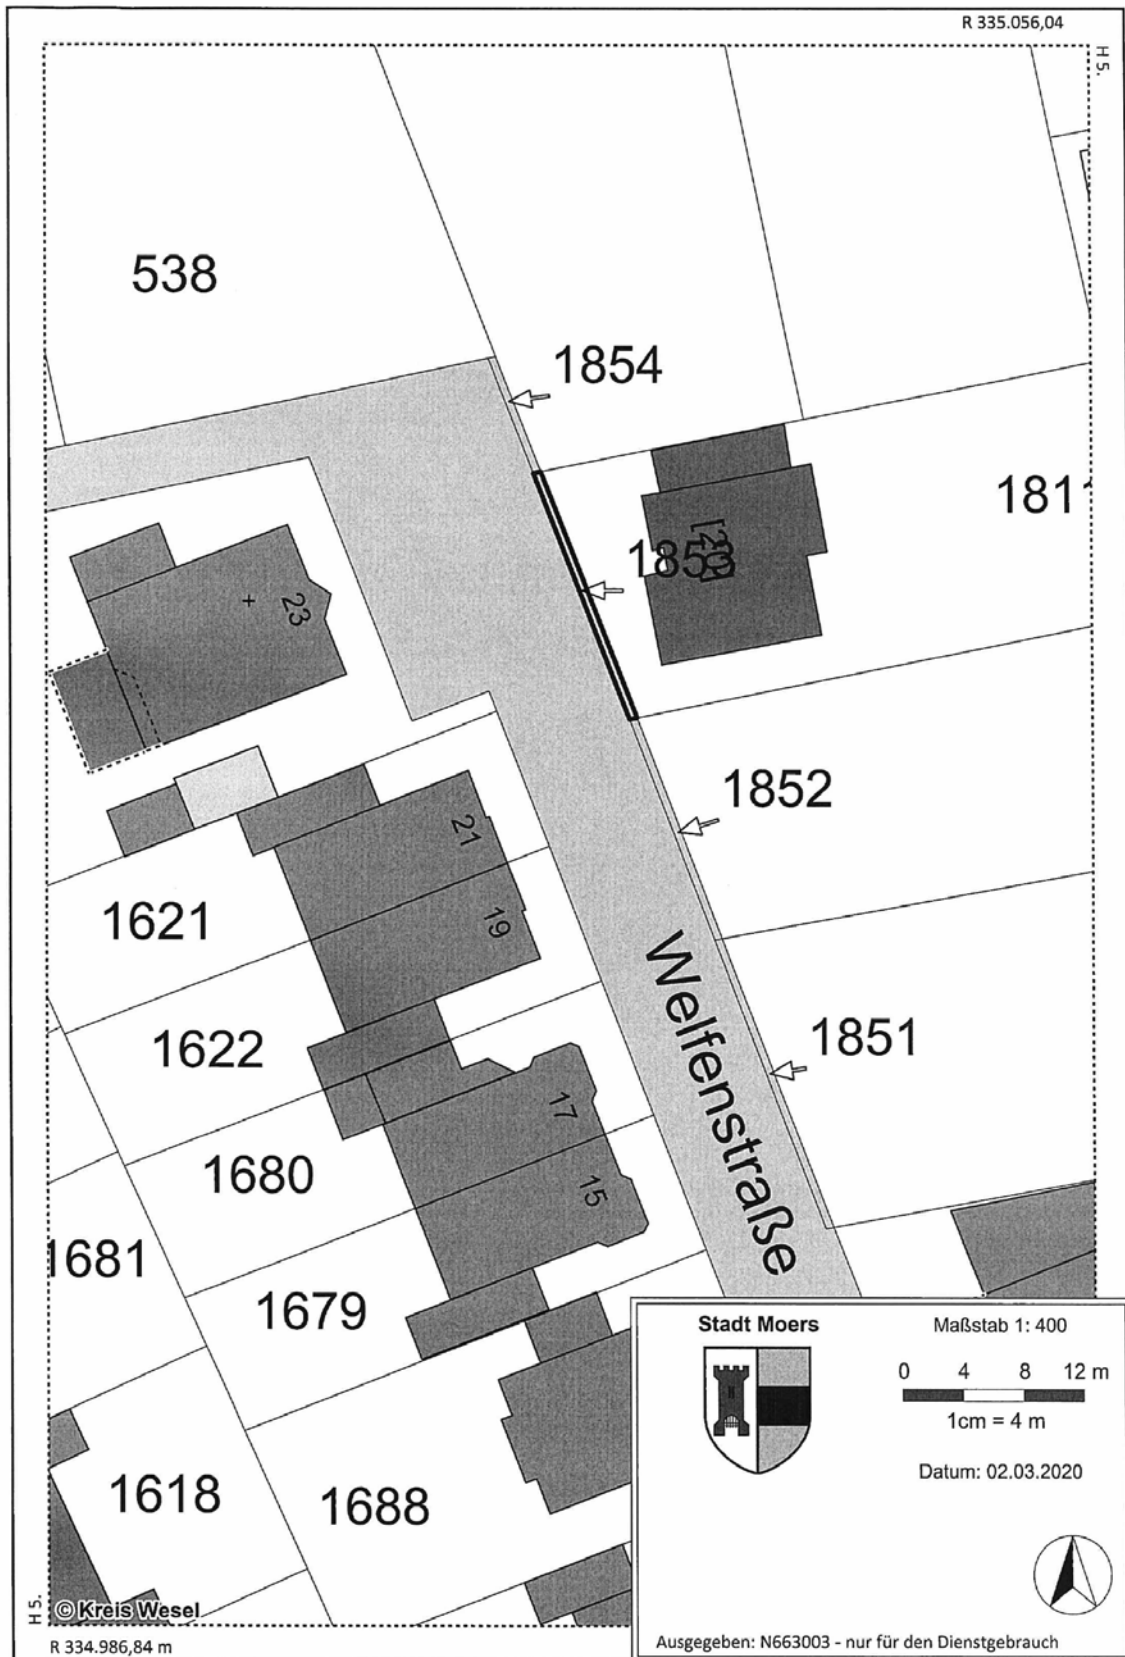 R 335.056,04
H 5.
538
1854
1811
1853
23
1852
21
1621
19
Welfenstraße
1851
1622
17
1680
15
1681
1679
Stadt Moers
Maßstab 1: 400
0 4 8 12 m
1cm = 4 m
Datum: 02.03.2020
1618
1688
H 5.
© Kreis Wesel
R 334.986,84 m
Ausgegeben: N663003 - nur für den Dienstgebrauch